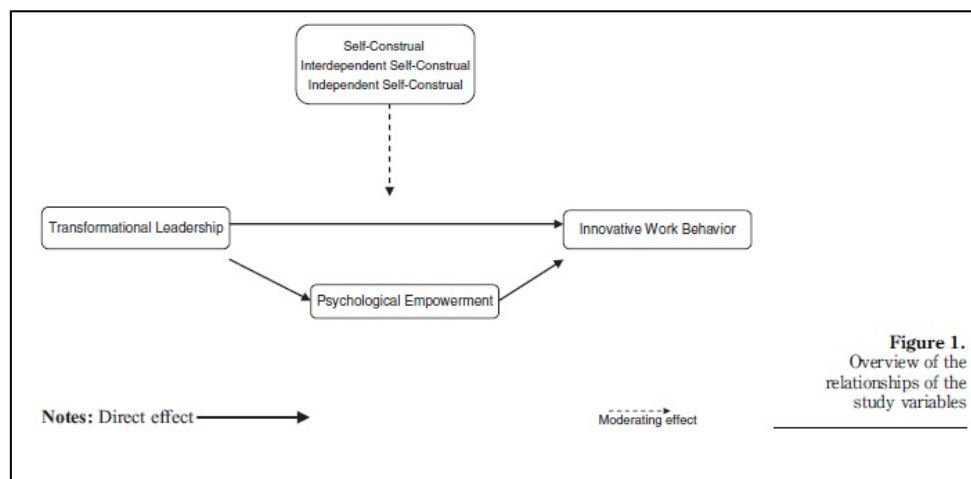 Self-Construal
Interdependent Self-Construal
Independent Self-Construal
Transformational Leadership
Innovative Work Behavior
Psychological Empowerment
Figure 1.
Overview of the
relationships of the
study variables
Notes: Direct effect
Moderating effect